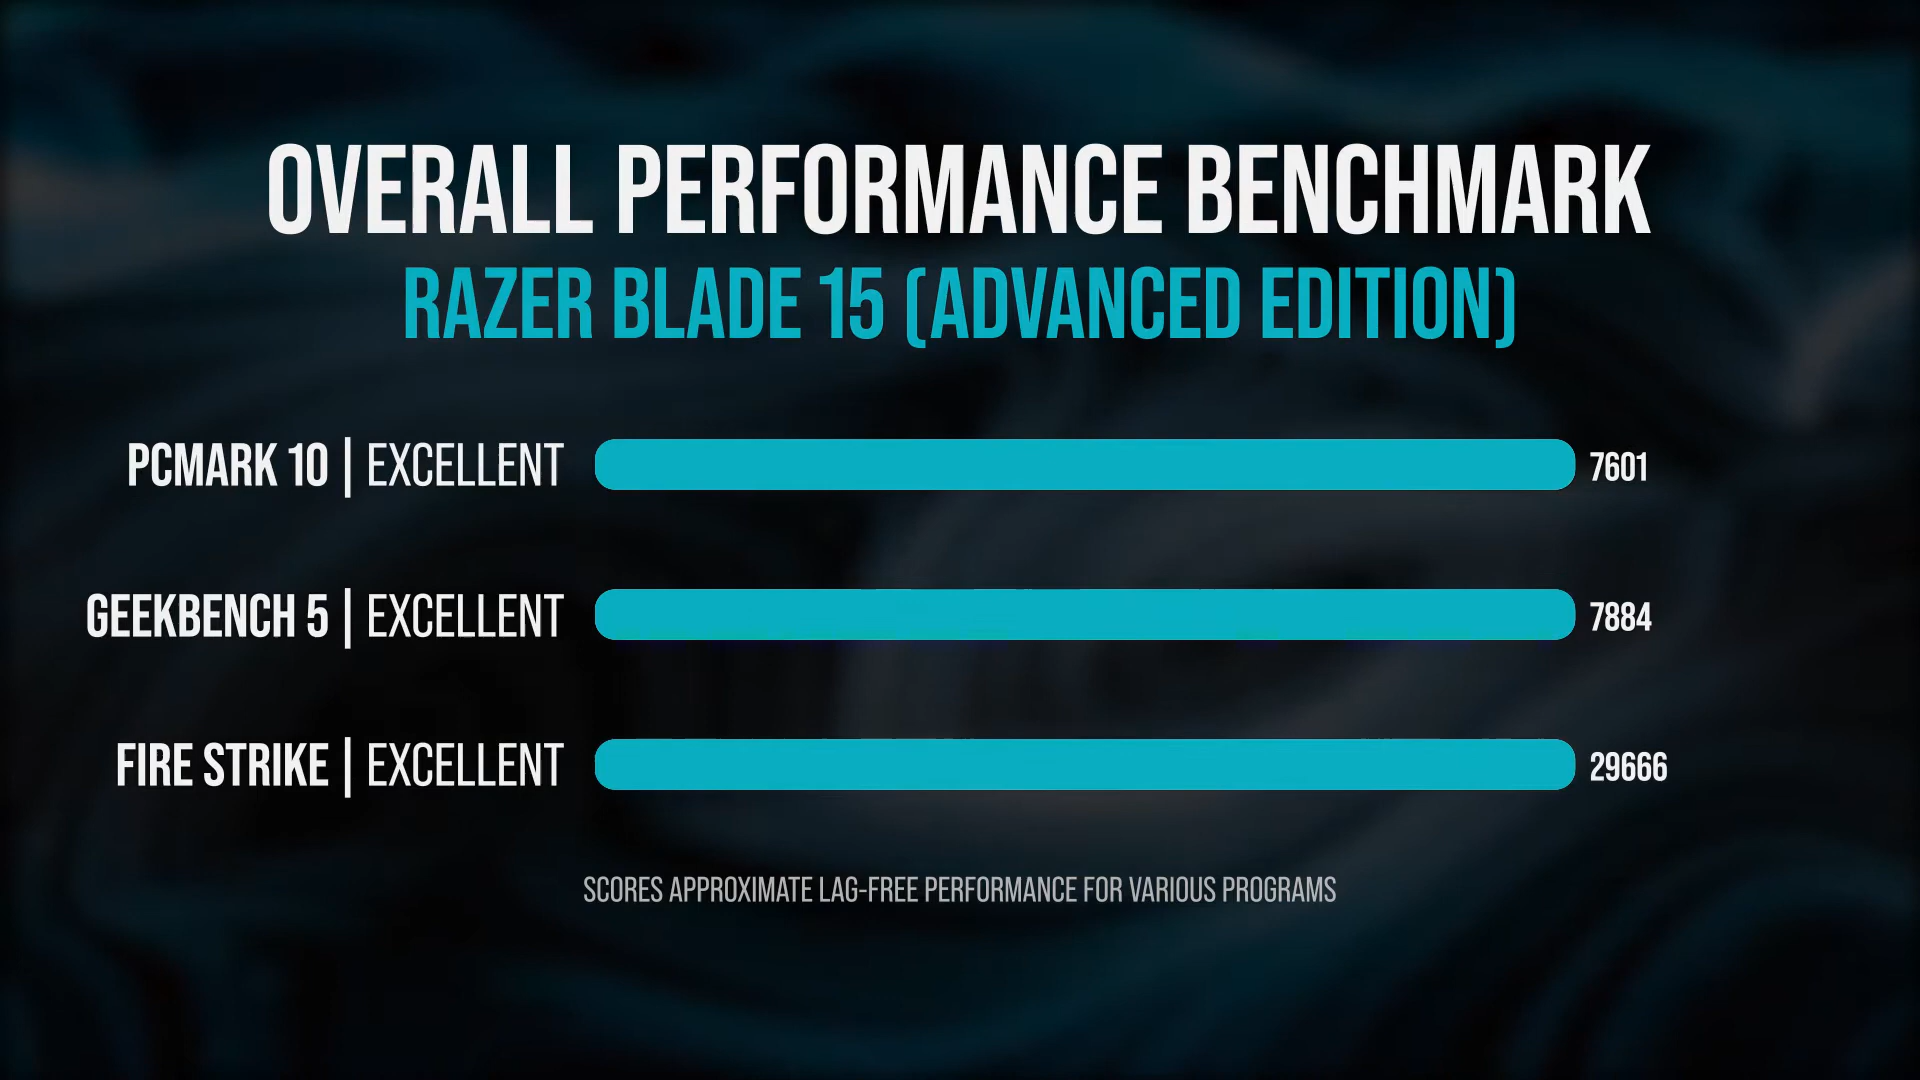 OVERALL PERFORMANCE BENCHMARK
RAZER BLADE 15 (ADVANCED EDITION)
PCMARK 10 | EXCELLENT 7601
GEEKBENCH 5 | EXCELLENT 7884
FIRE STRIKE | EXCELLENT 29666
SCORES APPROXIMATE LAG-FREE PERFORMANCE FOR VARIOUS PROGRAMS